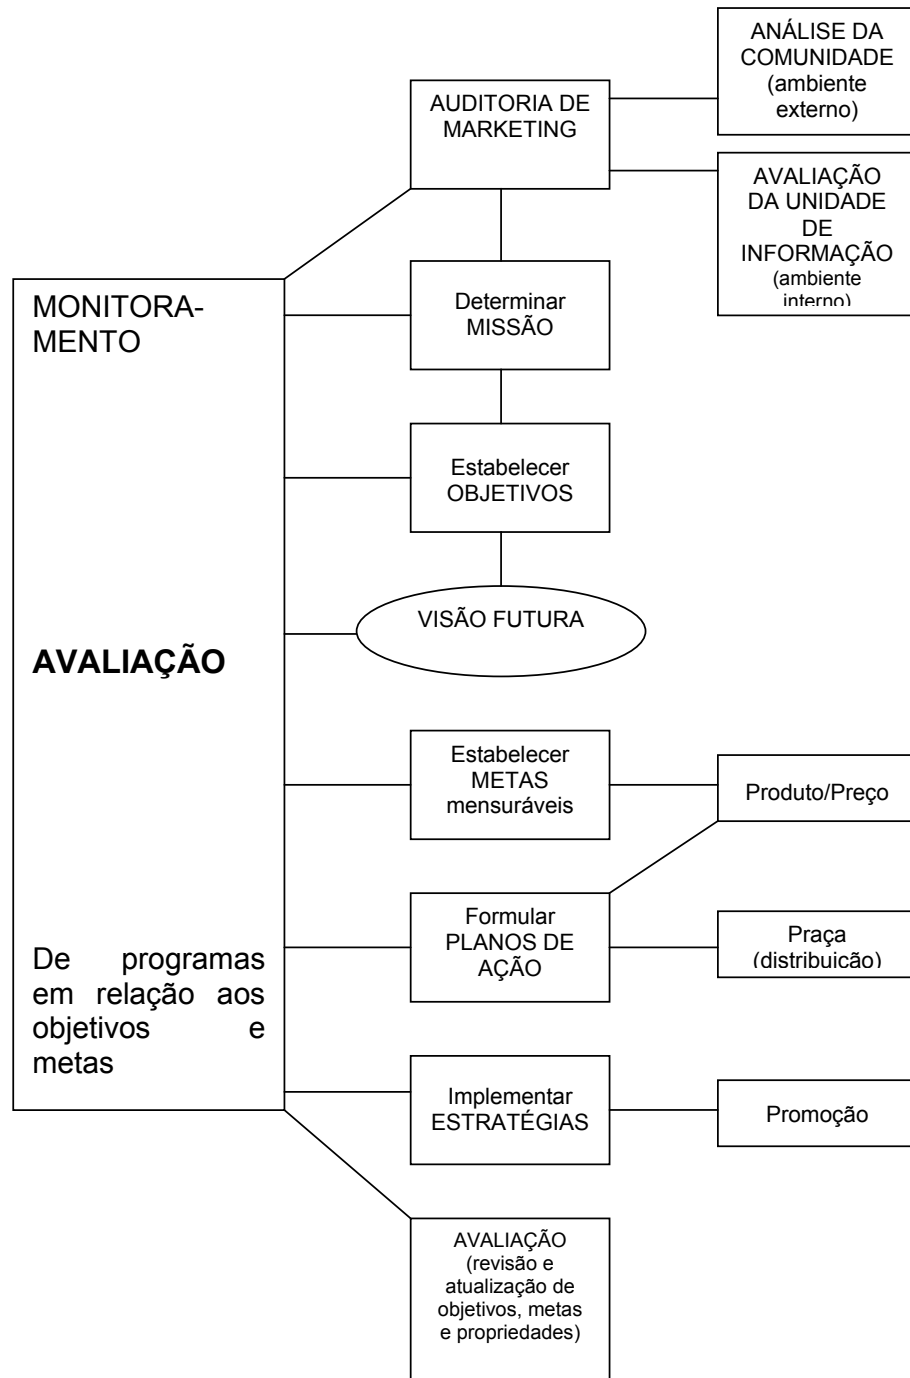 ANÁLISE DA
COMUNIDADE
(ambiente
externo)
AUDITORIA DE
MARKETING
AVALIAÇÃO
DA UNIDADE
DE
INFORMAÇÃO
(ambiente
interno)
MONITORA-
MENTO
Determinar
MISSÃO
Estabelecer
OBJETIVOS
VISÃO FUTURA
AVALIAÇÃO
Estabelecer
METAS
mensuráveis
Produto/Preço
Formular
PLANOS DE
AÇÃO
Praça
(distribuicão)
De programas
em relação aos
objetivos e
metas
Implementar
ESTRATÉGIAS
Promoção
AVALIAÇÃO
(revisão e
atualização de
objetivos, metas
e propriedades)